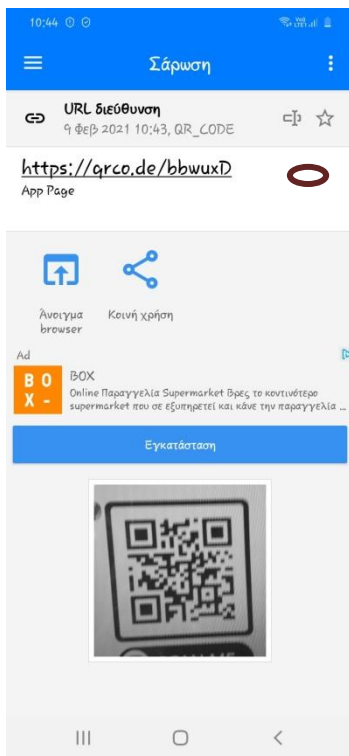 10:44
Σάρωση
URL διεύθυνση
9 Φεβ 2021 10:43, QR_CODE
https://qrco.de/bbwuxD
App Page
Άνοιγμα
browser
Κοινή χρήση
Ad
BOX
Online Παραγγελία Supermarket Βρες το κοντινότερο
supermarket που σε εξυπηρετεί και κάνε την παραγγελία ...
BO
X-
Εγκατάσταση